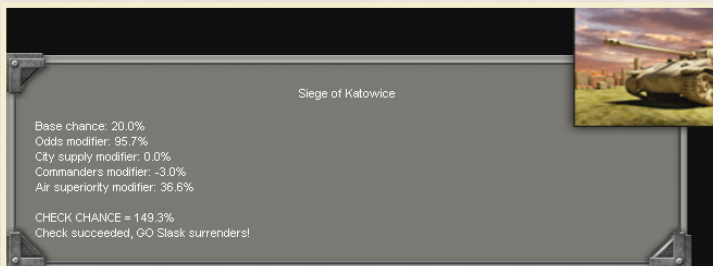 Siege of Katowice
Base chance: 20.0%
Odds modifier: 95.7%
City supply modifier: 0.0%
Commanders modifier: -3.0%
Air superiority modifier: 36.6%
CHECK CHANCE = 149.3%
Check succeeded, GO Slask surrenders!